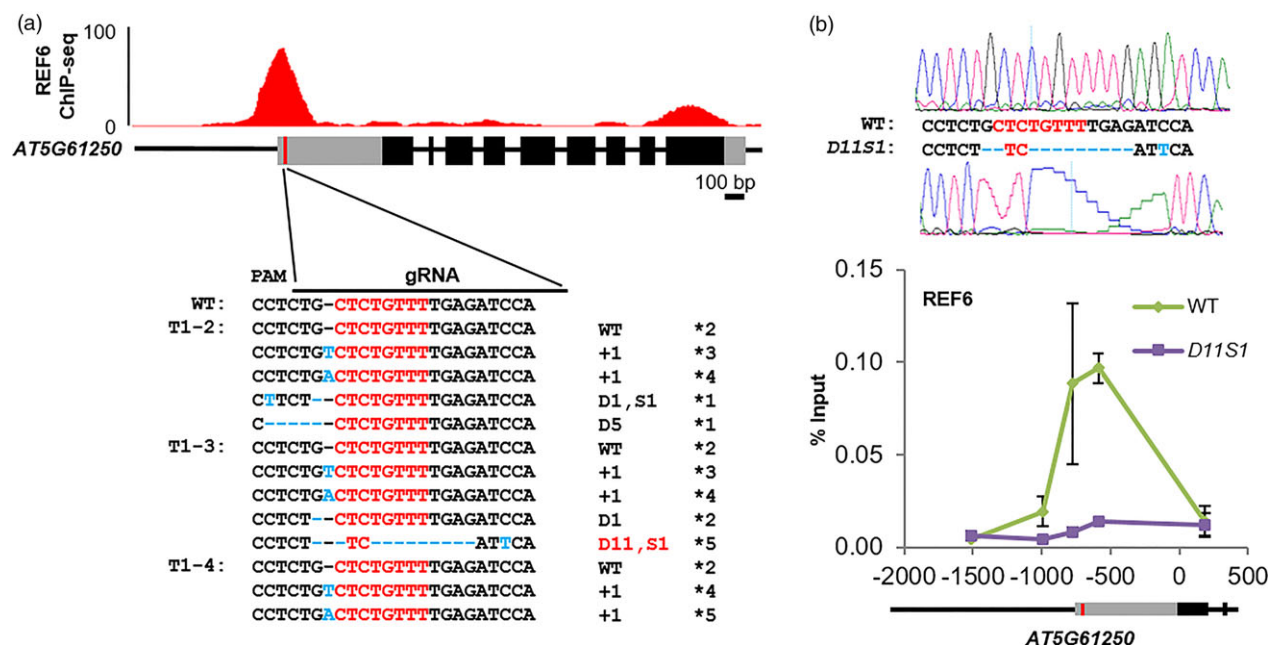 (a)
100
0
REF6
ChIP-seq
AT5G61250
100 bp
PAM gRNA
WT: CCTCTG-CTCTGTTTTGAGATCCA
T1-2: CCTCTG-CTCTGTTTTGAGATCCA WT *2
CCTCTGTCTCTGTTTTGAGATCCA +1 *3
CCTCTGACTCTGTTTTGAGATCCA +1 *4
CTTCT--CTCTGTTTTGAGATCCA D1,S1 *1
C------CTCTGTTTTGAGATCCA D5 *1
T1-3: CCTCTG-CTCTGTTTTGAGATCCA WT *2
CCTCTGTCTCTGTTTTGAGATCCA +1 *3
CCTCTGACTCTGTTTTGAGATCCA +1 *4
CCTCT--CTCTGTTTTGAGATCCA D1 *2
CCTCT---TC---------ATTCA D11,S1 *5
T1-4: CCTCTG-CTCTGTTTTGAGATCCA WT *2
CCTCTGTCTCTGTTTTGAGATCCA +1 *4
CCTCTGACTCTGTTTTGAGATCCA +1 *5
(b)
WT: CCTCTGCTCTGTTTTGAGATCCA
D11S1: CCTCT--TC---------ATTCA
0.15
0.10
0.05
0.00
% Input
REF6
WT
D11S1
-2000 -1500 -1000 -500 0 500
AT5G61250